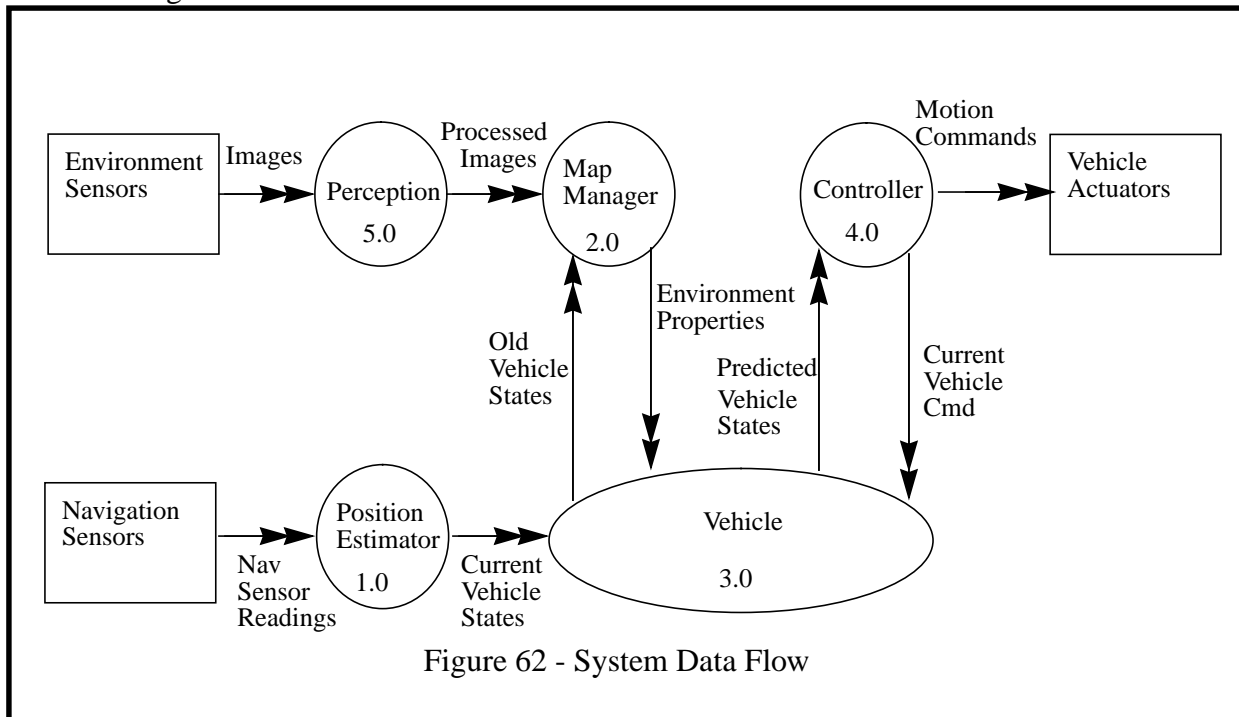 Environment
Sensors
Images
Perception
5.0
Processed
Images
Map
Manager
2.0
Controller
4.0
Motion
Commands
Vehicle
Actuators
Old
Vehicle
States
Environment
Properties
Predicted
Vehicle
States
Current
Vehicle
Cmd
Navigation
Sensors
Nav
Sensor
Readings
Position
Estimator
1.0
Current
Vehicle
States
Vehicle
3.0
Figure 62 - System Data Flow